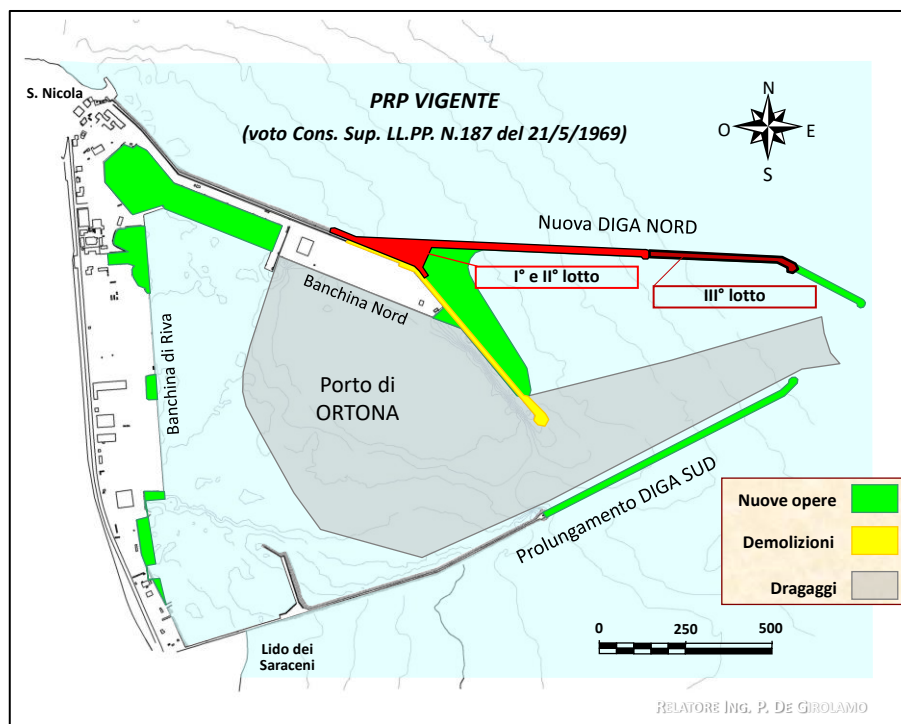 S. Nicola
PRP VIGENTE
(voto Cons. Sup. LL.PP. N.187 del 21/5/1969)
N
O
E
S
Nuova DIGA NORD
I° e II° lotto
III° lotto
Banchina Nord
Banchina di Riva
Porto di
ORTONA
Prolungamento DIGA SUD
Nuove opere
Demolizioni
Dragaggi
0 250 500
Lido dei
Saraceni
RELATORE ING. P. DE GIROLAMO